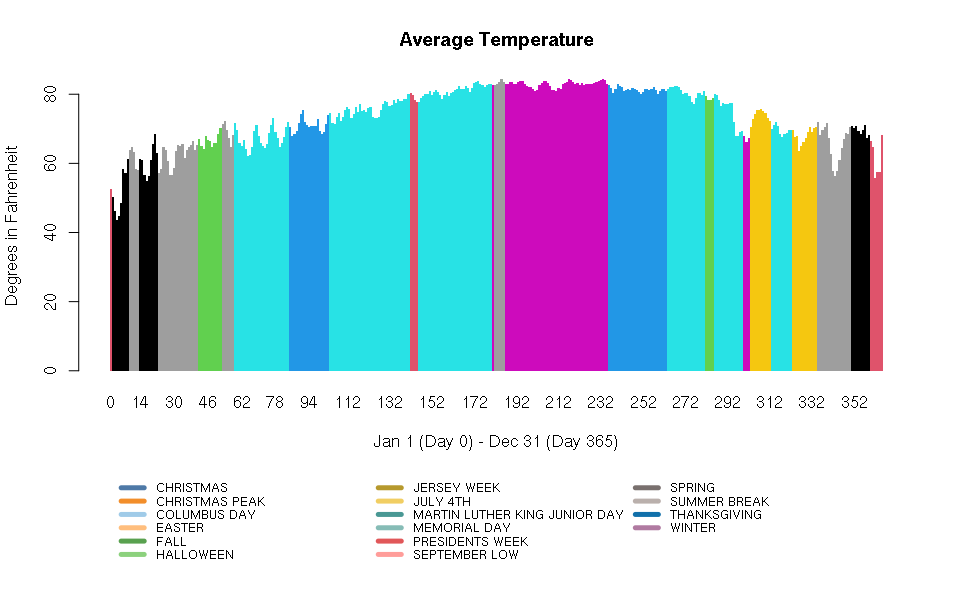 Average Temperature
Degrees in Fahrenheit
80
60
40
20
0
0 14 30 46 62 78 94 112 132 152 172 192 212 232 252 272 292 312 332 352
Jan 1 (Day 0) - Dec 31 (Day 365)
CHRISTMAS JERSEY WEEK SPRING
CHRISTMAS PEAK JULY 4TH SUMMER BREAK
COLUMBUS DAY MARTIN LUTHER KING JUNIOR DAY THANKSGIVING
EASTER MEMORIAL DAY WINTER
FALL PRESIDENTS WEEK
HALLOWEEN SEPTEMBER LOW